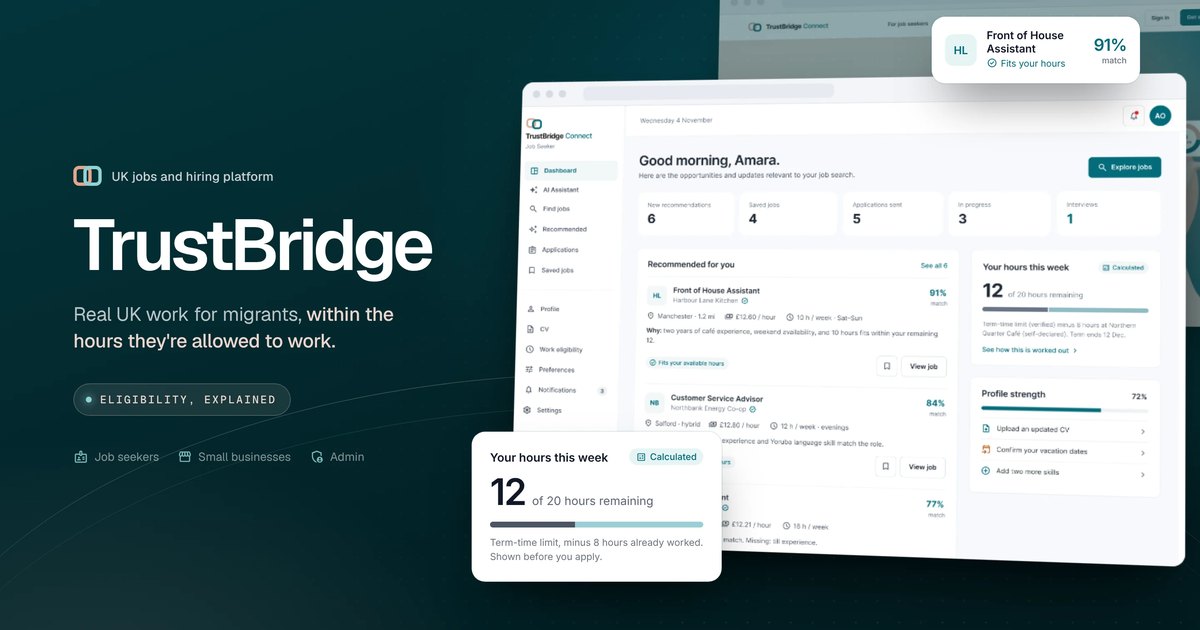 UK jobs and hiring platform
TrustBridge
Real UK work for migrants, within the
hours they're allowed to work.
ELIGIBILITY, EXPLAINED
Job seekers
Small businesses
Admin
TrustBridge Connect
For job seekers
Sign in
HL
Front of House
Assistant
Fits your hours
91%
match
TrustBridge Connect
Job Seeker
Dashboard
AI Assistant
Find jobs
Recommended
Applications
Saved jobs
Profile
CV
Work eligibility
Preferences
Notifications 3
Settings
Wednesday 4 November
AO
Good morning, Amara.
Here are the opportunities and updates relevant to your job search.
Explore jobs
New recommendations
6
Saved jobs
4
Applications sent
5
In progress
3
Interviews
1
Recommended for you
See all 6
HL
Front of House Assistant
Harbour Lane Kitchen
91%
match
Manchester · 1.2 mi
£12.60 / hour
10 h / week · Sat-Sun
Why: two years of café experience, weekend availability, and 10 hours fits within your remaining
12.
Fits your available hours
View job
NB
Customer Service Advisor
Northbank Energy Co-op
84%
match
Salford · hybrid
£12.80 / hour
12 h / week · evenings
experience and Yoruba language skill match the role.
urs
View job
nt
77%
match
£12.21 / hour
18 h / week
match. Missing: till experience.
Your hours this week
Calculated
12 of 20 hours remaining
Term-time limit (verified) minus 8 hours at Northern
Quarter Café (self-declared). Term ends 12 Dec.
See how this is worked out
Profile strength
72%
Upload an updated CV
Confirm your vacation dates
Add two more skills
Your hours this week
Calculated
12 of 20 hours remaining
Term-time limit, minus 8 hours already worked.
Shown before you apply.